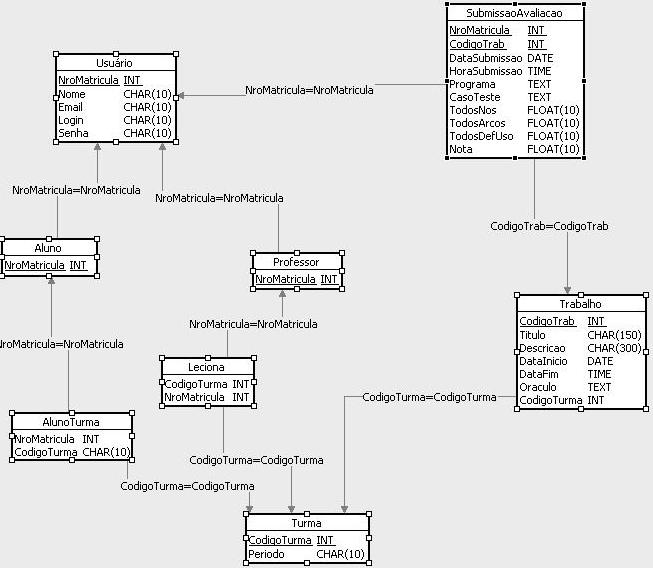 SubmissaoAvaliacao
NroMatricula INT
CodigoTrab INT
DataSubmissao DATE
HoraSubmissao TIME
Programa TEXT
CasoTeste TEXT
TodosNos FLOAT(10)
TodosArcos FLOAT(10)
TodosDefUso FLOAT(10)
Nota FLOAT(10)
Usuário
NroMatricula INT
Nome CHAR(10)
Email CHAR(10)
Login CHAR(10)
Senha CHAR(10)
NroMatricula=NroMatricula
NroMatricula=NroMatricula
NroMatricula=NroMatricula
CodigoTrab=CodigoTrab
Aluno
NroMatricula INT
Professor
NroMatricula INT
Trabalho
CodigoTrab INT
Titulo CHAR(150)
Descricao CHAR(300)
DataInicio DATE
DataFim TIME
Oraculo TEXT
CodigoTurma INT
NroMatricula=NroMatricula
NroMatricula=NroMatricula
Leciona
CodigoTurma INT
NroMatricula INT
CodigoTurma=CodigoTurma
AlunoTurma
NroMatricula INT
CodigoTurma CHAR(10)
CodigoTurma=CodigoTurma
CodigoTurma=CodigoTurma
Turma
CodigoTurma INT
Periodo CHAR(10)